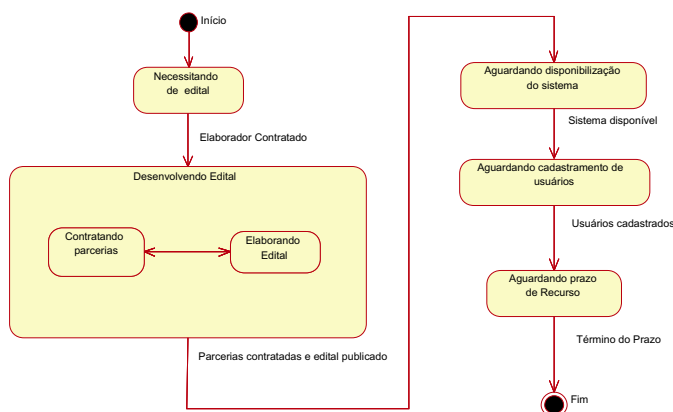 Início
Necessitando
de edital
Elaborador Contratado
Desenvolvendo Edital
Contratando
parcerias
Elaborando
Edital
Parcerias contratadas e edital publicado
Aguardando disponibilização
do sistema
Sistema disponível
Aguardando cadastramento de
usuários
Usuários cadastrados
Aguardando prazo
de Recurso
Término do Prazo
Fim